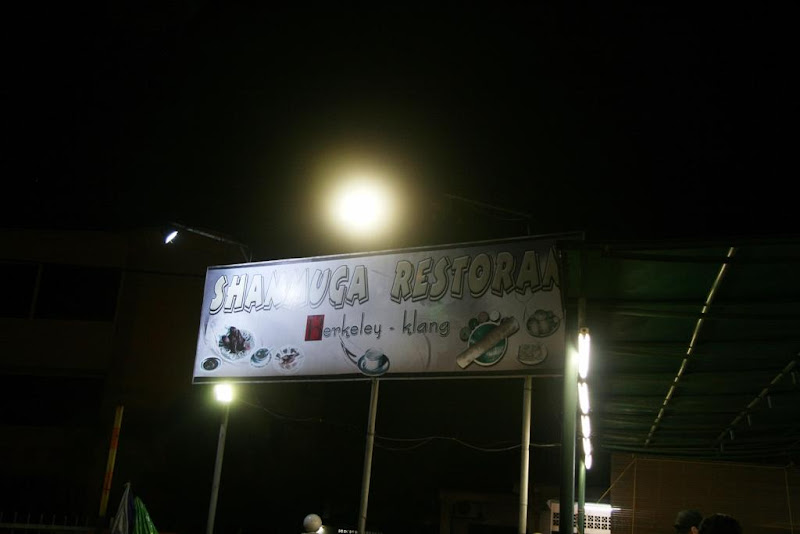 SHANMUGA RESTORAN
Berkeley - klang